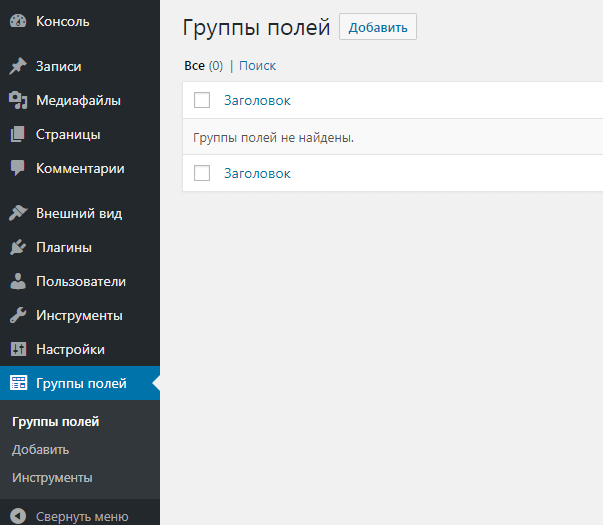 Консоль
Записи
Медиафайлы
Страницы
Комментарии
Внешний вид
Плагины
Пользователи
Инструменты
Настройки
Группы полей
Группы полей
Добавить
Инструменты
Свернуть меню
Группы полей Добавить
Все (0) | Поиск
Заголовок
Группы полей не найдены.
Заголовок